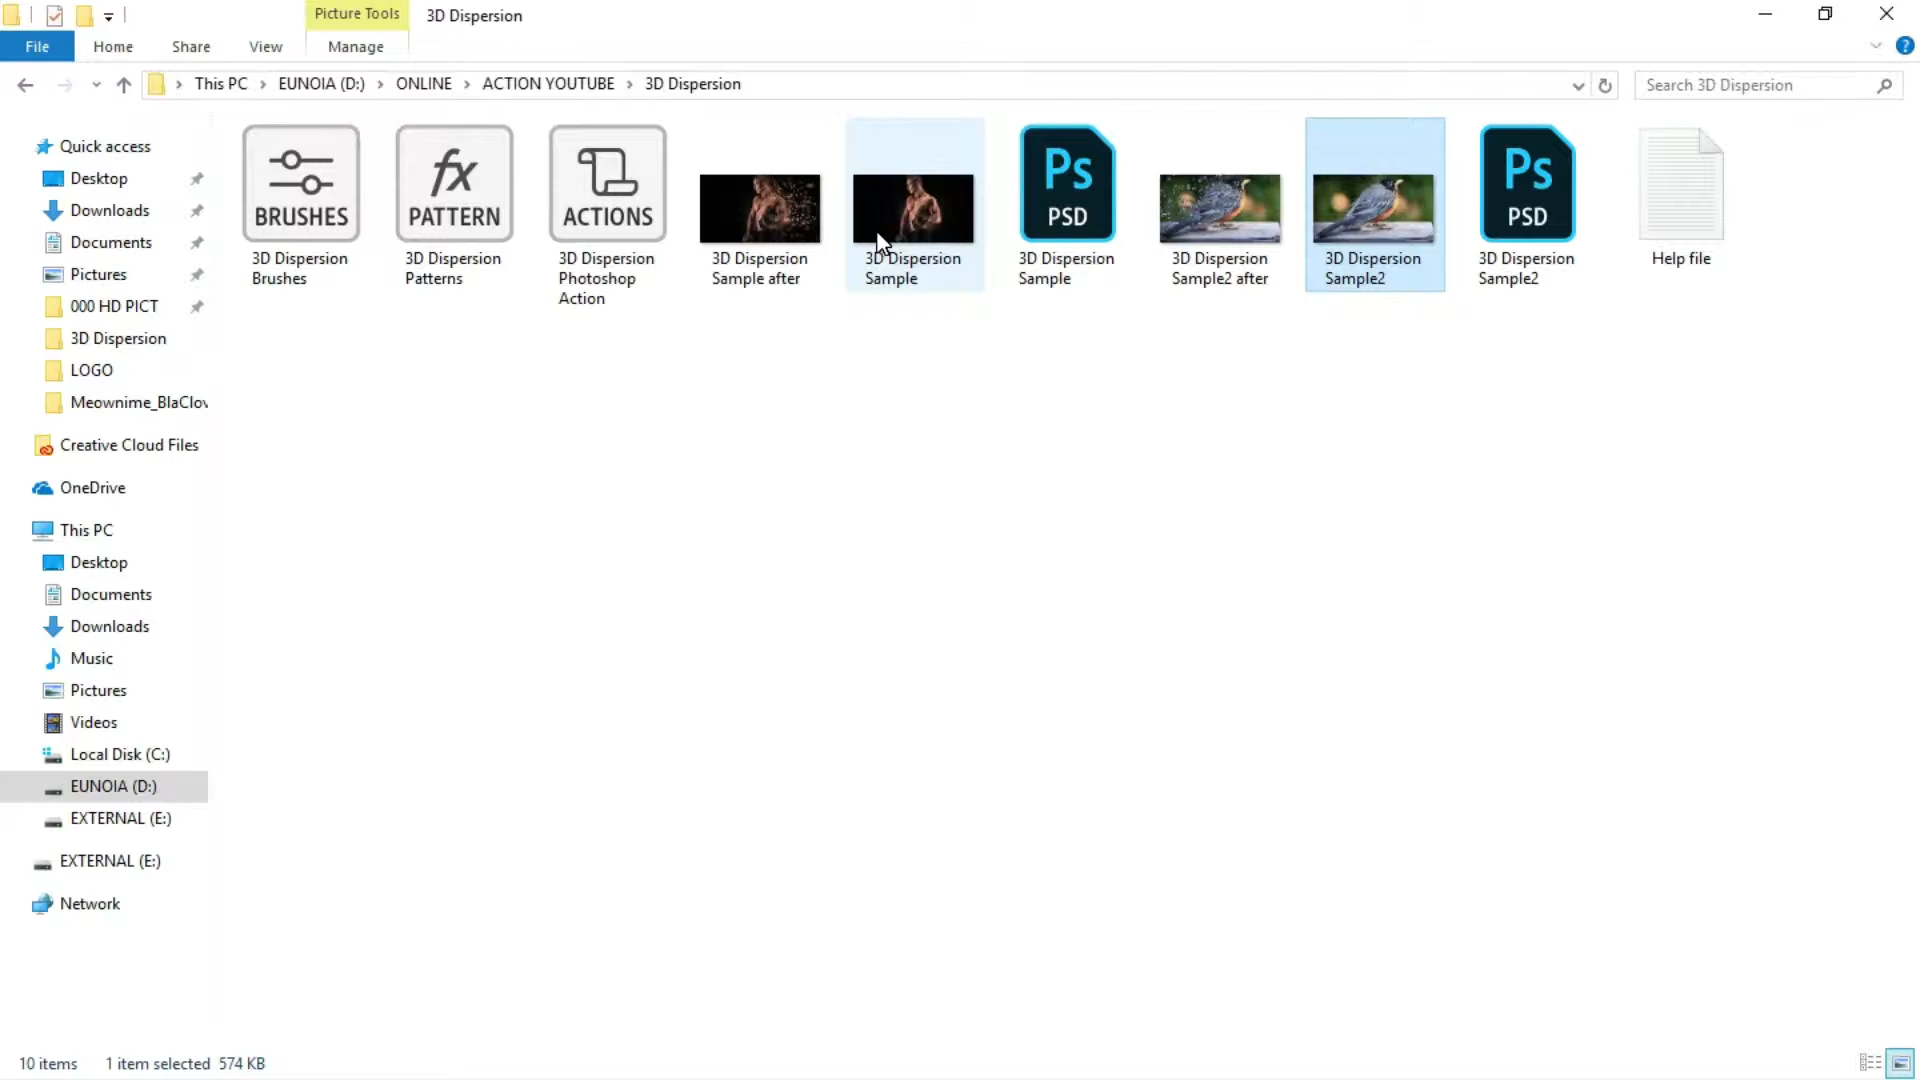 Picture Tools
3D Dispersion
File
Home
Share
View
Manage
This PC
EUNOIA (D:)
ONLINE
ACTION YOUTUBE
3D Dispersion
Search 3D Dispersion
Quick access
Desktop
Downloads
Documents
Pictures
000 HD PICT
3D Dispersion
LOGO
Meownime_BlaClov
Creative Cloud Files
OneDrive
This PC
Desktop
Documents
Downloads
Music
Pictures
Videos
Local Disk (C:)
EUNOIA (D:)
EXTERNAL (E:)
EXTERNAL (E:)
Network
BRUSHES
3D Dispersion
Brushes
fx
PATTERN
3D Dispersion
Patterns
ACTIONS
3D Dispersion
Photoshop
Action
3D Dispersion
Sample after
3D Dispersion
Sample
Ps
PSD
3D Dispersion
Sample
3D Dispersion
Sample2 after
3D Dispersion
Sample2
Ps
PSD
3D Dispersion
Sample2
Help file
10 items
1 item selected
574 KB